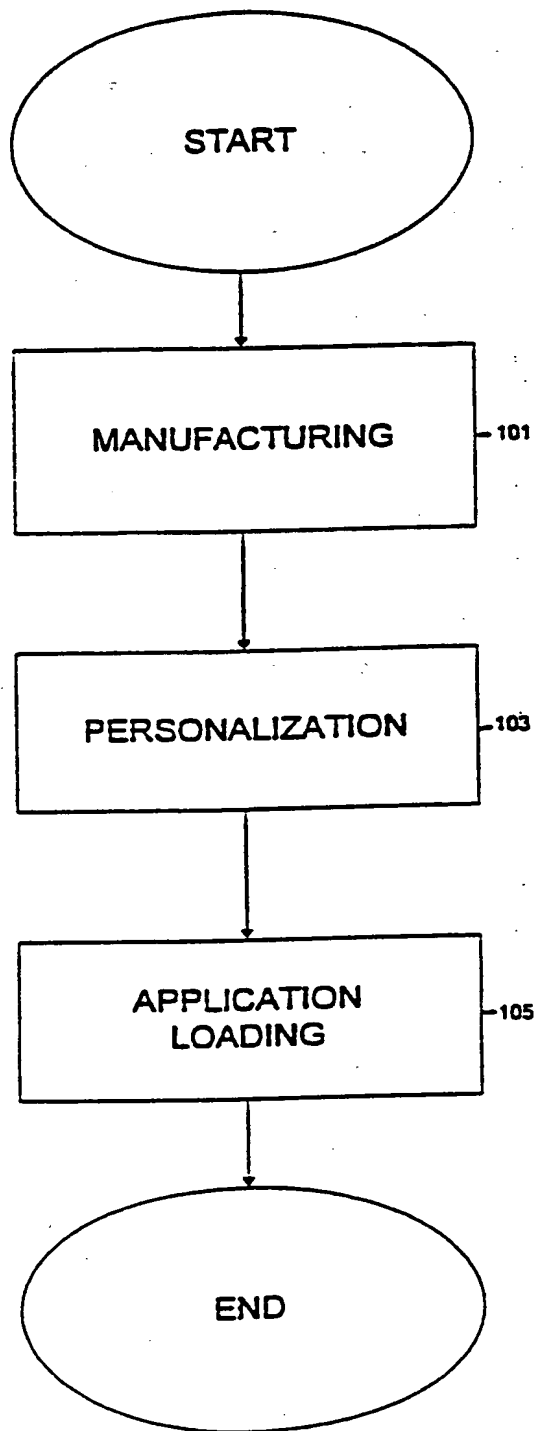 START
MANUFACTURING
101
PERSONALIZATION
103
APPLICATION
LOADING
105
END